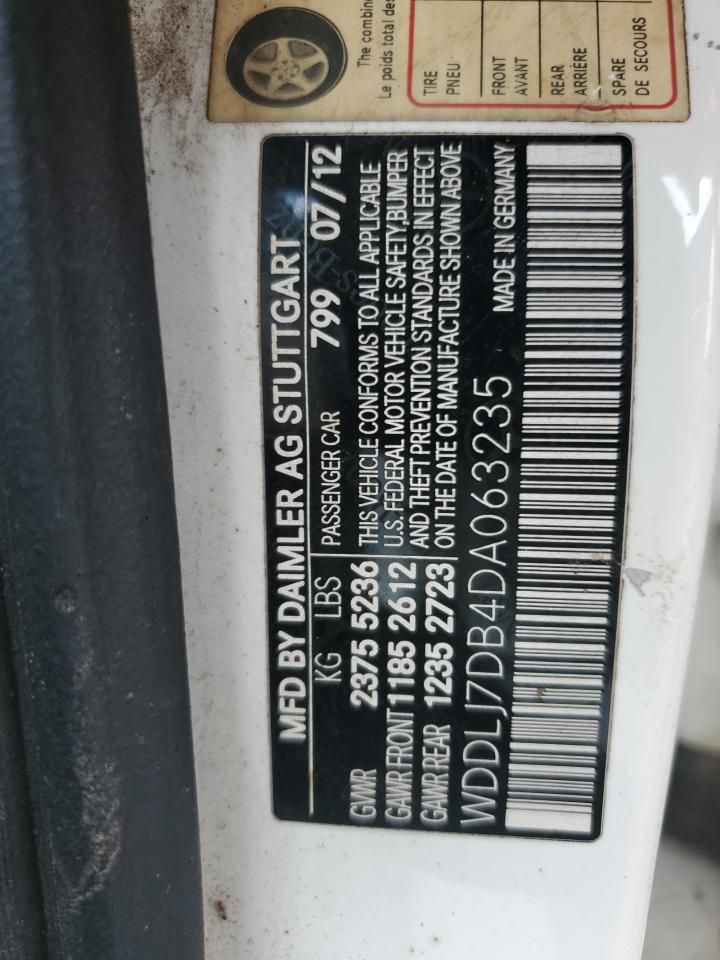 The combin
Le poids total des
TIRE
PNEU
FRONT
AVANT
REAR
ARRIÈRE
SPARE
DE SECOURS
MFD BY DAIMLER AG STUTTGART
KG LBS PASSENGER CAR 799 07/12
GWR 2375 5236 THIS VEHICLE CONFORMS TO ALL APPLICABLE
GAWR FRONT 1185 2612 U.S. FEDERAL MOTOR VEHICLE SAFETY,BUMPER
GAWR REAR 1235 2723 AND THEFT PREVENTION STANDARDS IN EFFECT
ON THE DATE OF MANUFACTURE SHOWN ABOVE
WDDLJ7DB4DA063235 MADE IN GERMANY